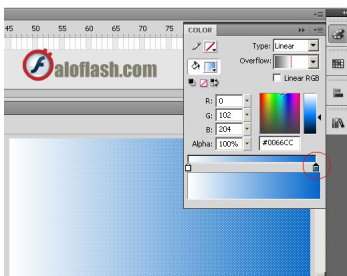 45 50 55 60 65 70 75
COLOR
Type: Linear
Overflow:
Linear RGB
aloflash.com
R: 0
G: 102
B: 204
Alpha: 100%
#0066CC